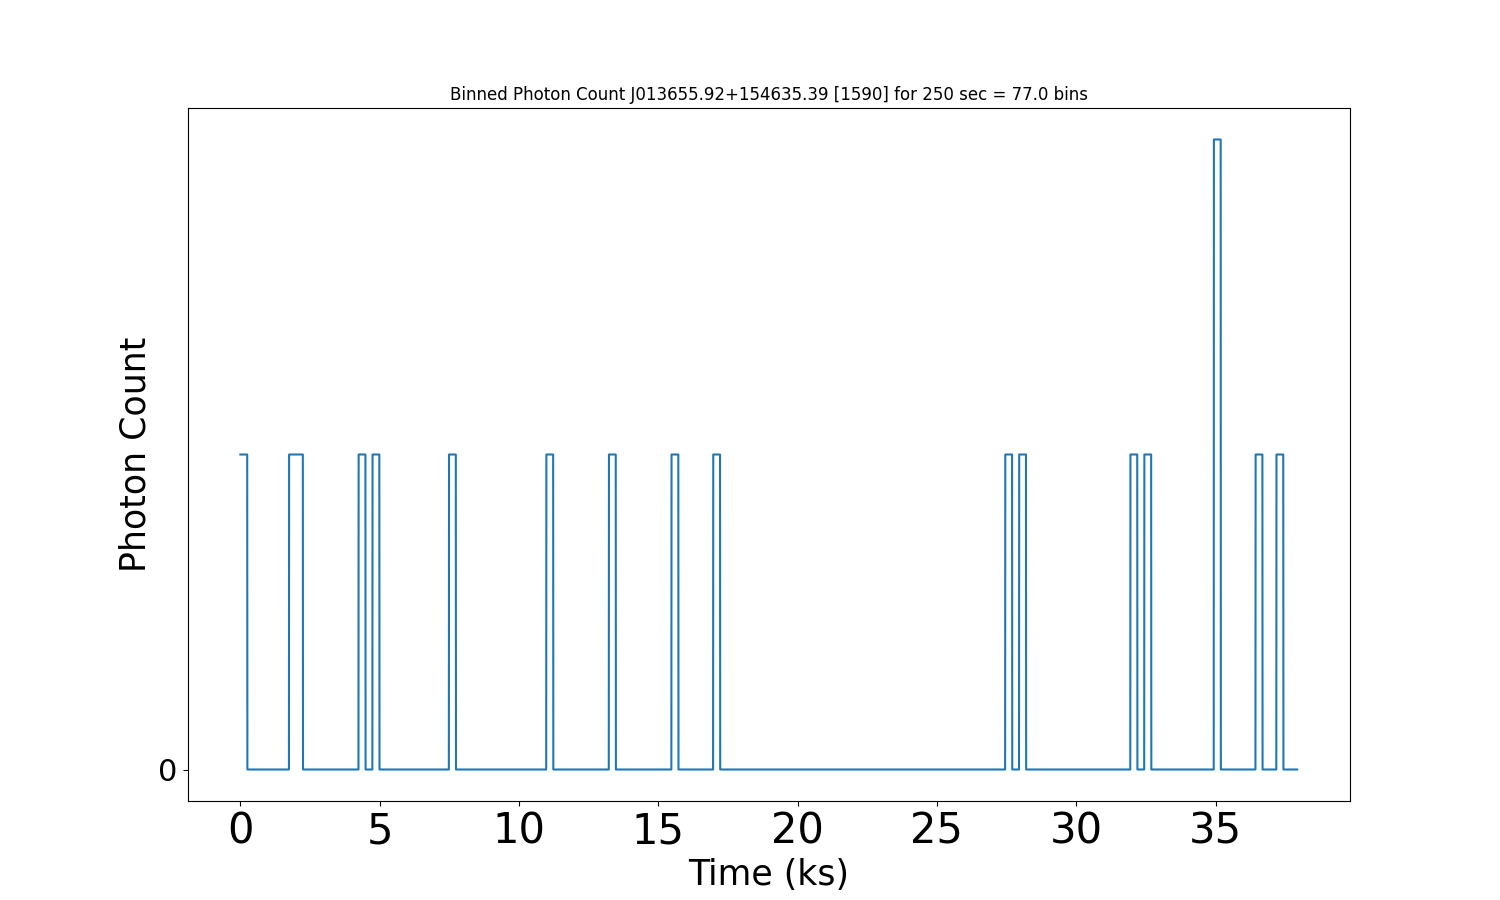 Binned Photon Count J013655.92+154635.39 [1590] for 250 sec = 77.0 bins
Photon Count
0
0 5 10 15 20 25 30 35
Time (ks)